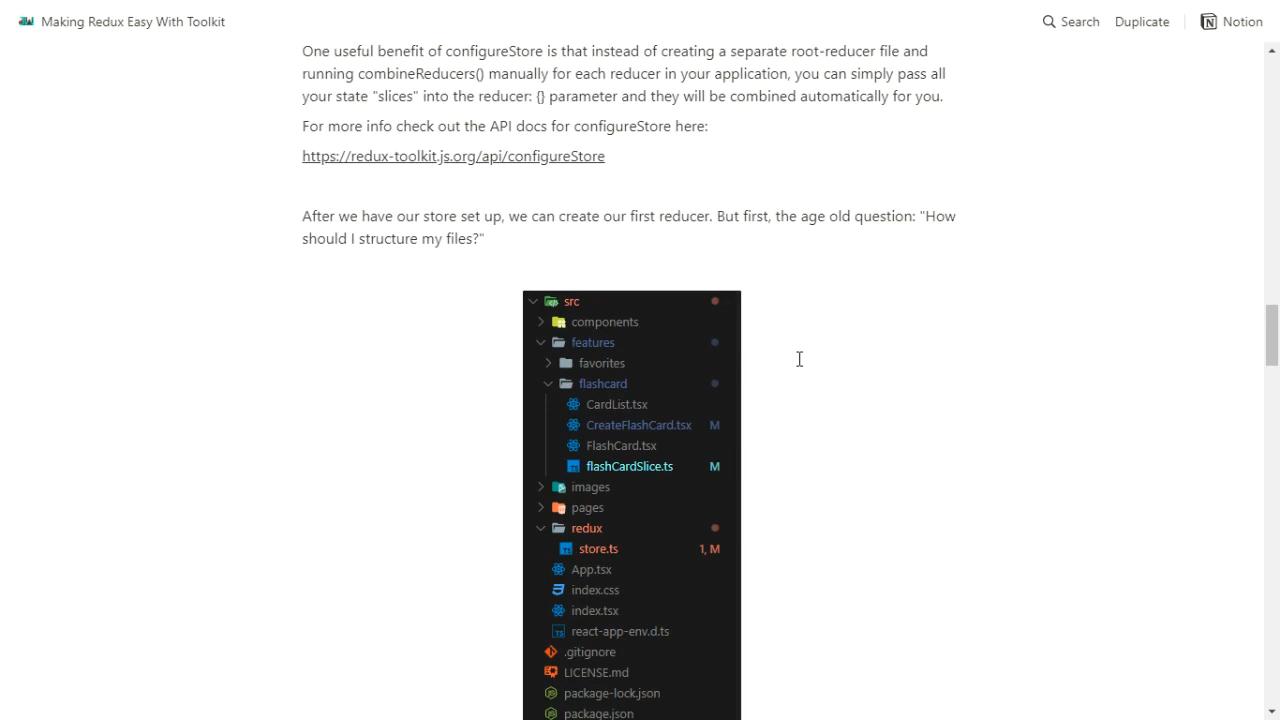 Making Redux Easy With Toolkit
Search
Duplicate
Notion
One useful benefit of configureStore is that instead of creating a separate root-reducer file and
running combineReducers() manually for each reducer in your application, you can simply pass all
your state "slices" into the reducer: {} parameter and they will be combined automatically for you.
For more info check out the API docs for configureStore here:
https://redux-toolkit.js.org/api/configureStore
After we have our store set up, we can create our first reducer. But first, the age old question: "How
should I structure my files?"
src
components
features
favorites
flashcard
CardList.tsx
CreateFlashCard.tsx M
FlashCard.tsx
TS flashCardSlice.ts M
images
pages
redux
TS store.ts 1, M
App.tsx
index.css
index.tsx
TS react-app-env.d.ts
.gitignore
LICENSE.md
package-lock.json
package.json